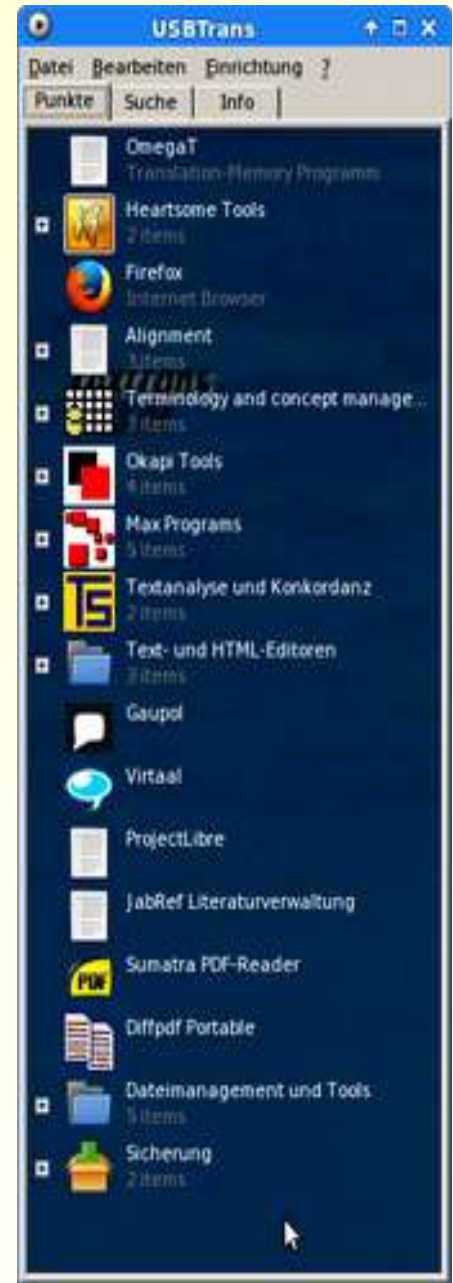 USBTrans
Datei Bearbeiten Einrichtung ?
Punkte Suche Info
OmegaT
Translation-Memory Programm
Heartsome Tools
2 items
Firefox
Internet Browser
Alignment
items
Terminology and concept manage...
3 items
Okapi Tools
4 items
Max Programs
5 items
TS
Textanalyse und Konkordanz
2 items
Text- und HTML-Editoren
3 items
Gaupol
Virtaal
ProjectLibre
JabRef Literaturverwaltung
PDF
Sumatra PDF-Reader
Diffpdf Portable
Dateimanagement und Tools
5 items
Sicherung
2 items